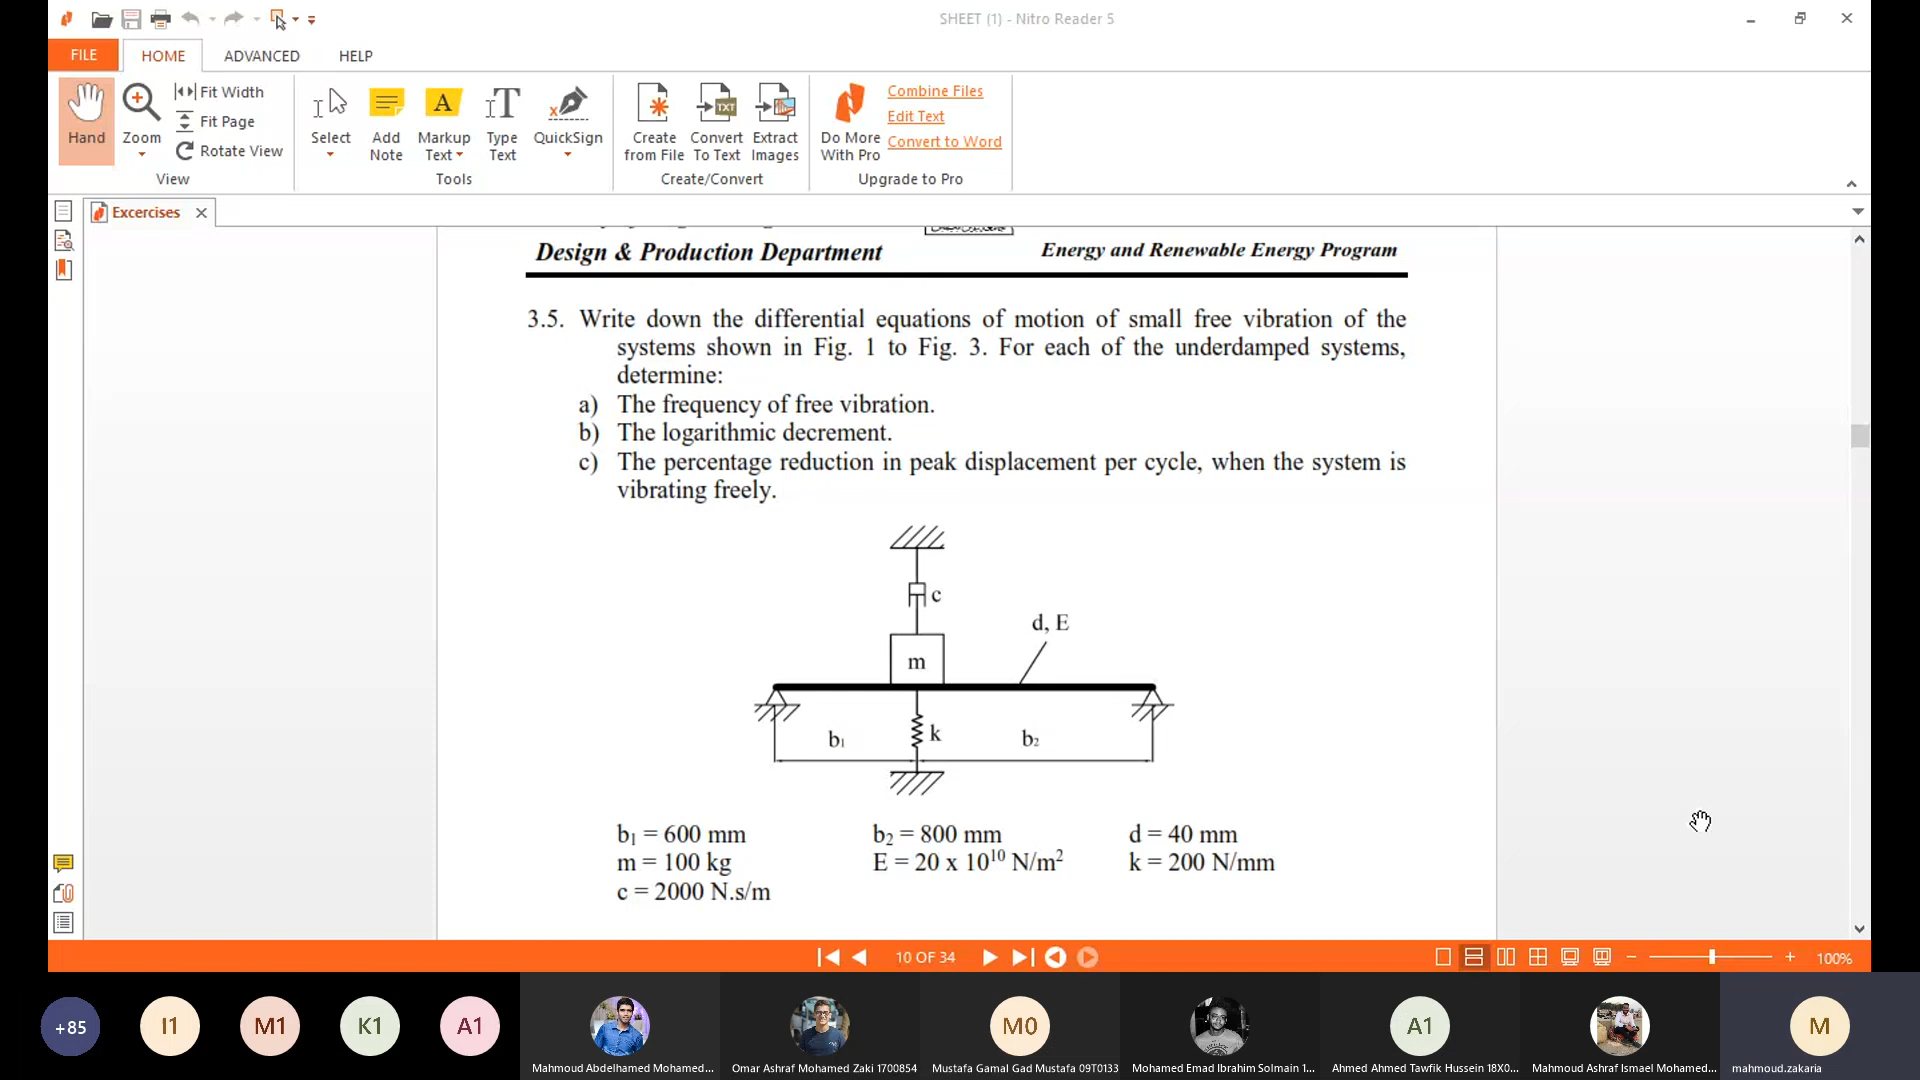 SHEET (1) - Nitro Reader 5
FILE HOME ADVANCED HELP
Hand
Zoom
Fit Width
Fit Page
Rotate View
View
Select
Add Note
Markup Text
Type Text
QuickSign
Tools
Create from File
Convert To Text
Extract Images
Create/Convert
Do More With Pro
Combine Files
Edit Text
Convert to Word
Upgrade to Pro
Excercises
Design & Production Department
Energy and Renewable Energy Program
3.5. Write down the differential equations of motion of small free vibration of the
systems shown in Fig. 1 to Fig. 3. For each of the underdamped systems,
determine:
a) The frequency of free vibration.
b) The logarithmic decrement.
c) The percentage reduction in peak displacement per cycle, when the system is
vibrating freely.
c
d, E
m
b₁
k
b₂
b₁ = 600 mm b₂ = 800 mm d = 40 mm
m = 100 kg E = 20 x 10¹⁰ N/m² k = 200 N/mm
c = 2000 N.s/m
10 OF 34
100%
+85
I1
M1
K1
A1
M0
A1
M
Mahmoud Abdelhamed Mohamed...
Omar Ashraf Mohamed Zaki 1700854
Mustafa Gamal Gad Mustafa 09T0133
Mohamed Emad Ibrahim Solmain 1...
Ahmed Ahmed Tawfik Hussein 18X0...
Mahmoud Ashraf Ismael Mohamed...
mahmoud.zakaria